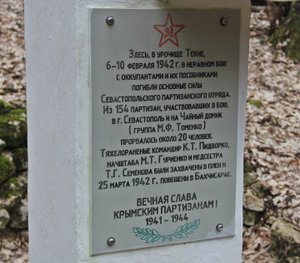 Здесь, в урочище Текне,
6-10 февраля 1942 г. в неравном бою
с оккупантами и их пособниками
погибли основные силы
Севастопольского партизанского отряда.
Из 154 партизан, участвовавших в бою,
в г. Севастополь и на Чайный домик
(группа М.Ф. Томенко)
прорвалось около 20 человек.
Тяжелораненые командир К.Т. Пидворко,
начштаба М.Т. Гуриенко и медсестра
Т.Г. Семенова были захвачены в плен и
25 марта 1942 г. повешены в Бахчисарае.
ВЕЧНАЯ СЛАВА
КРЫМСКИМ ПАРТИЗАНАМ!
1941 - 1944